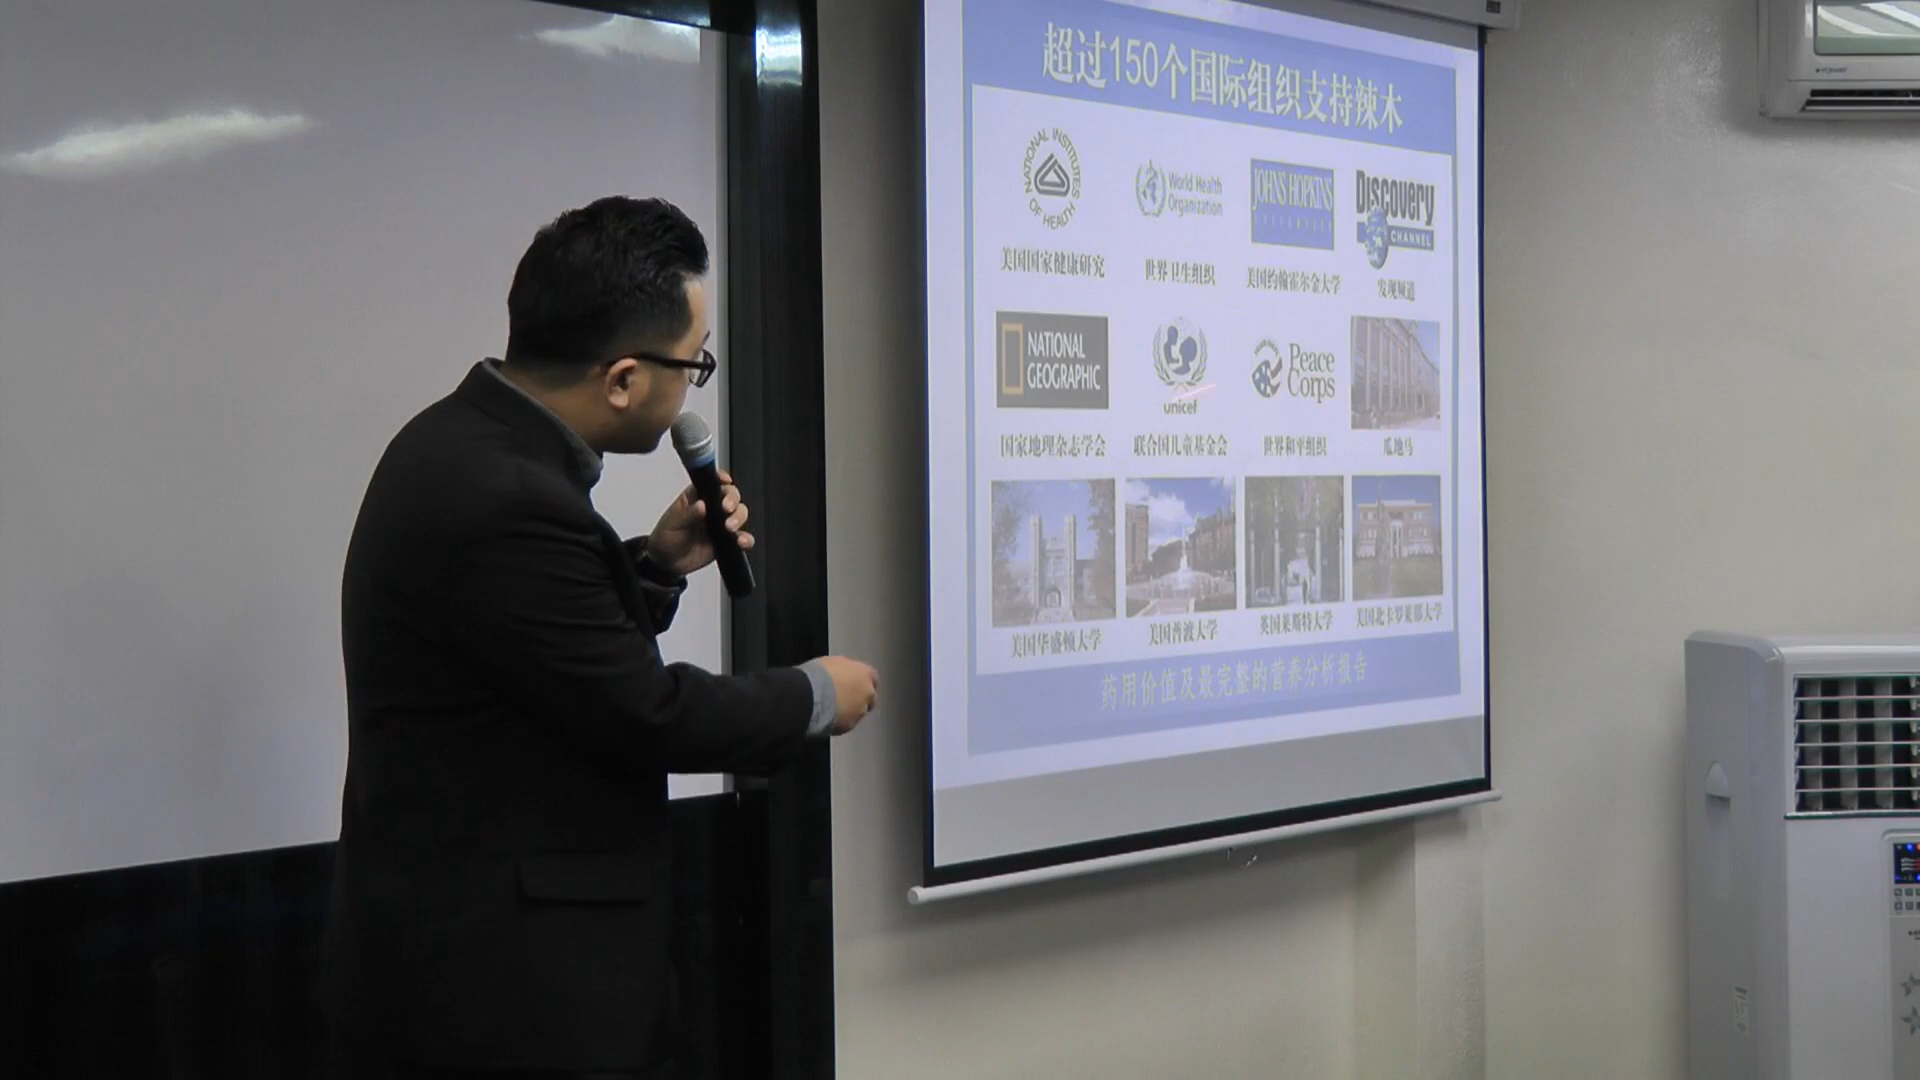 超过150个国际组织支持辣木
NATIONAL INSTITUTES OF HEALTH
World Health
Organization
JOHNS HOPKINS
UNIVERSITY
DISCOVERY
CHANNEL
美国国家健康研究
世界卫生组织
美国约翰霍尔金大学
发现频道
NATIONAL
GEOGRAPHIC
unicef
Peace
Corps
国家地理杂志学会
联合国儿童基金会
世界和平组织
瓜地马
美国华盛顿大学
美国普渡大学
英国莱斯特大学
美国北卡罗莱那大学
药用价值及最完整的营养分析报告